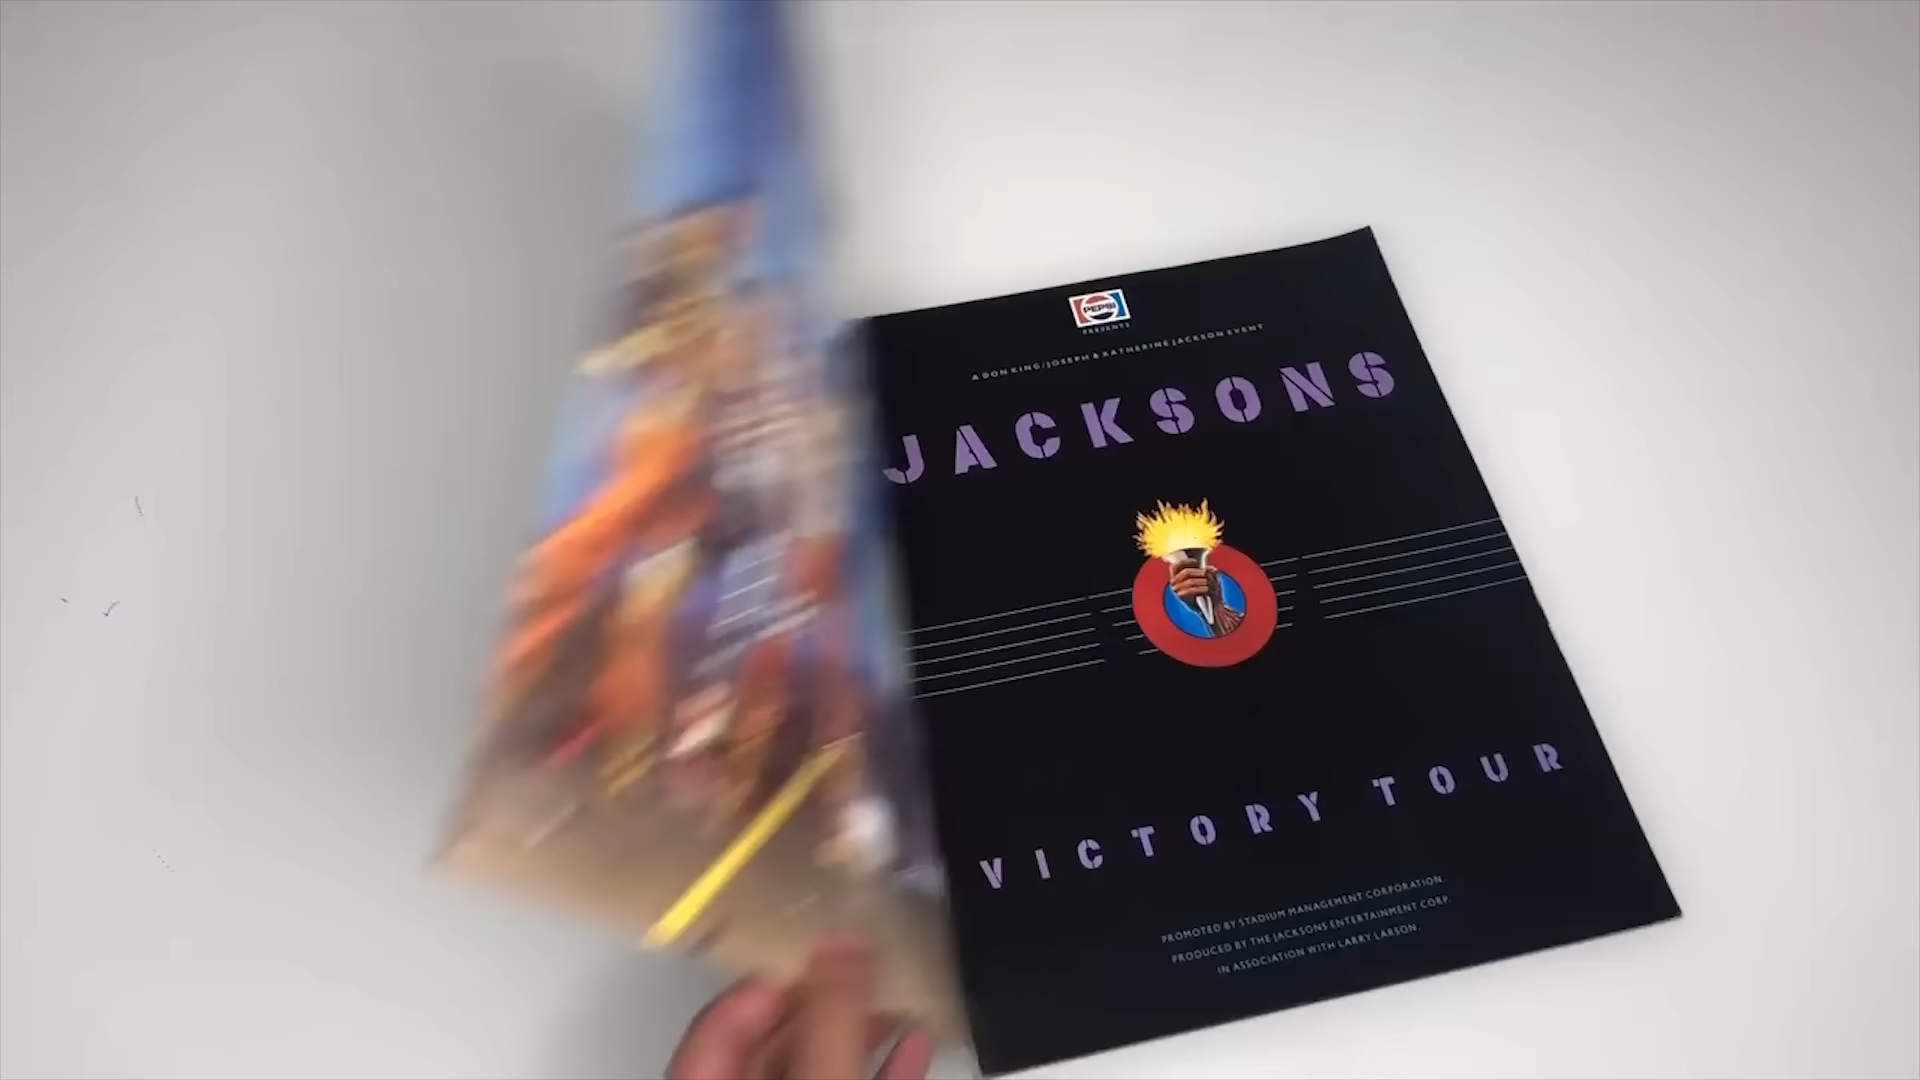 PEPSI
PRESENTS
A DON KING/JOSEPH & KATHERINE JACKSON EVENT
JACKSONS
VICTORY TOUR
PROMOTED BY STADIUM MANAGEMENT CORPORATION.
PRODUCED BY THE JACKSONS ENTERTAINMENT CORP.
IN ASSOCIATION WITH LARRY LARSON.